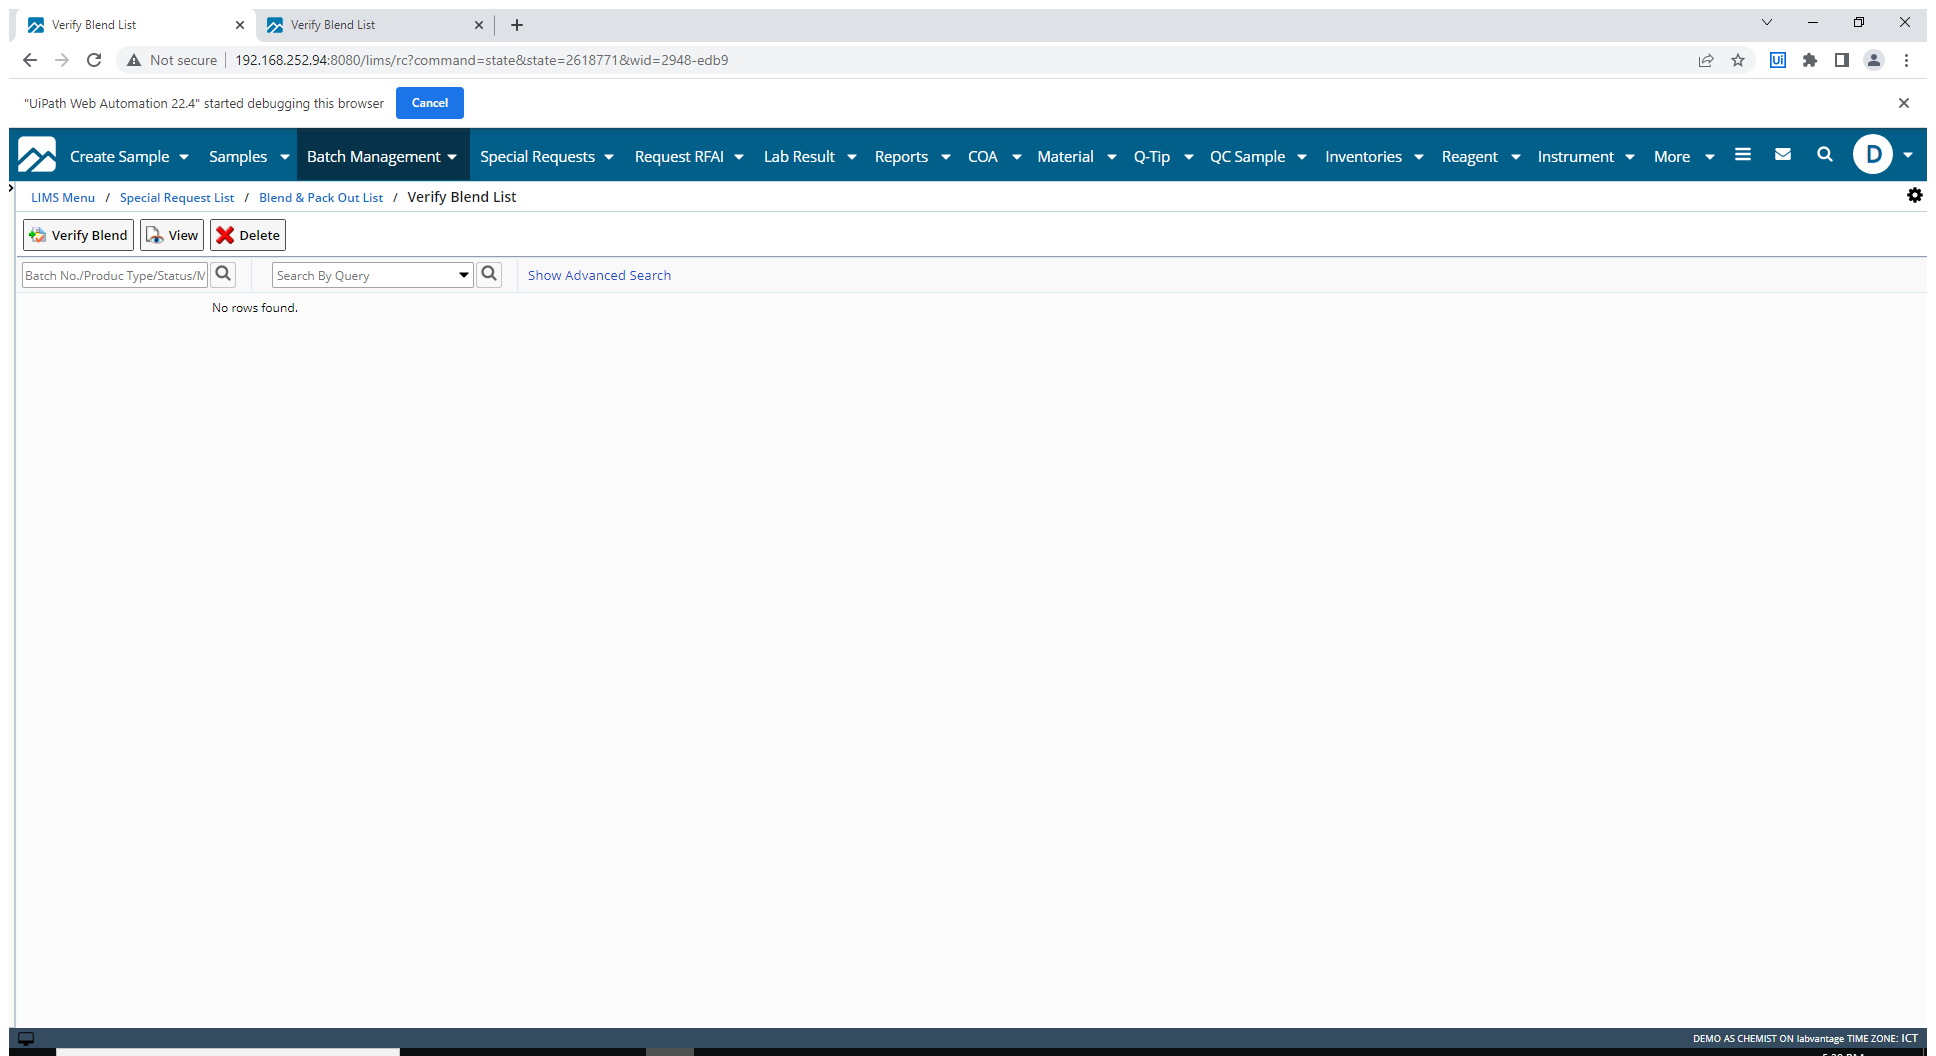 Verify Blend List
Verify Blend List
Not secure
192.168.252.94:8080/lims/rc?command=state&state=2618771&wid=2948-edb9
Ui
"UiPath Web Automation 22.4" started debugging this browser
Cancel
Create Sample
Samples
Batch Management
Special Requests
Request RFAI
Lab Result
Reports
COA
Material
Q-Tip
QC Sample
Inventories
Reagent
Instrument
More
D
LIMS Menu / Special Request List / Blend & Pack Out List / Verify Blend List
Verify Blend
View
Delete
Batch No./Produc Type/Status/M
Search By Query
Show Advanced Search
No rows found.
DEMO AS CHEMIST ON labvantage TIME ZONE: ICT